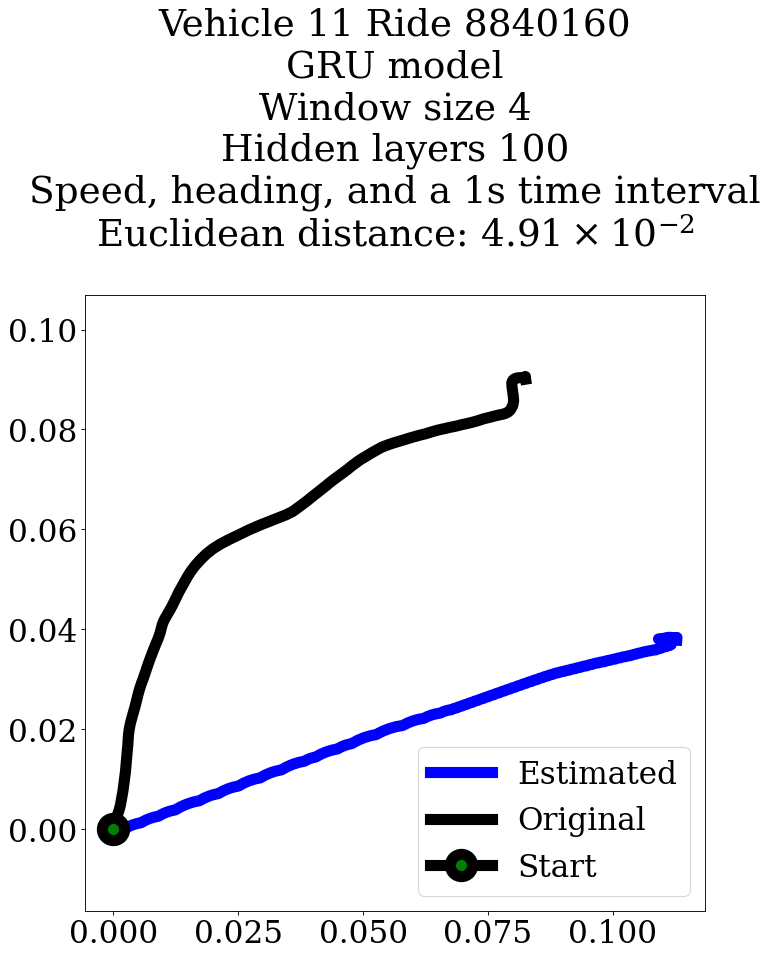 Vehicle 11 Ride 8840160
GRU model
Window size 4
Hidden layers 100
Speed, heading, and a 1s time interval
Euclidean distance: 4.91 × 10⁻²
0.10
0.08
0.06
0.04
0.02
0.00
Estimated
Original
Start
0.000 0.025 0.050 0.075 0.100